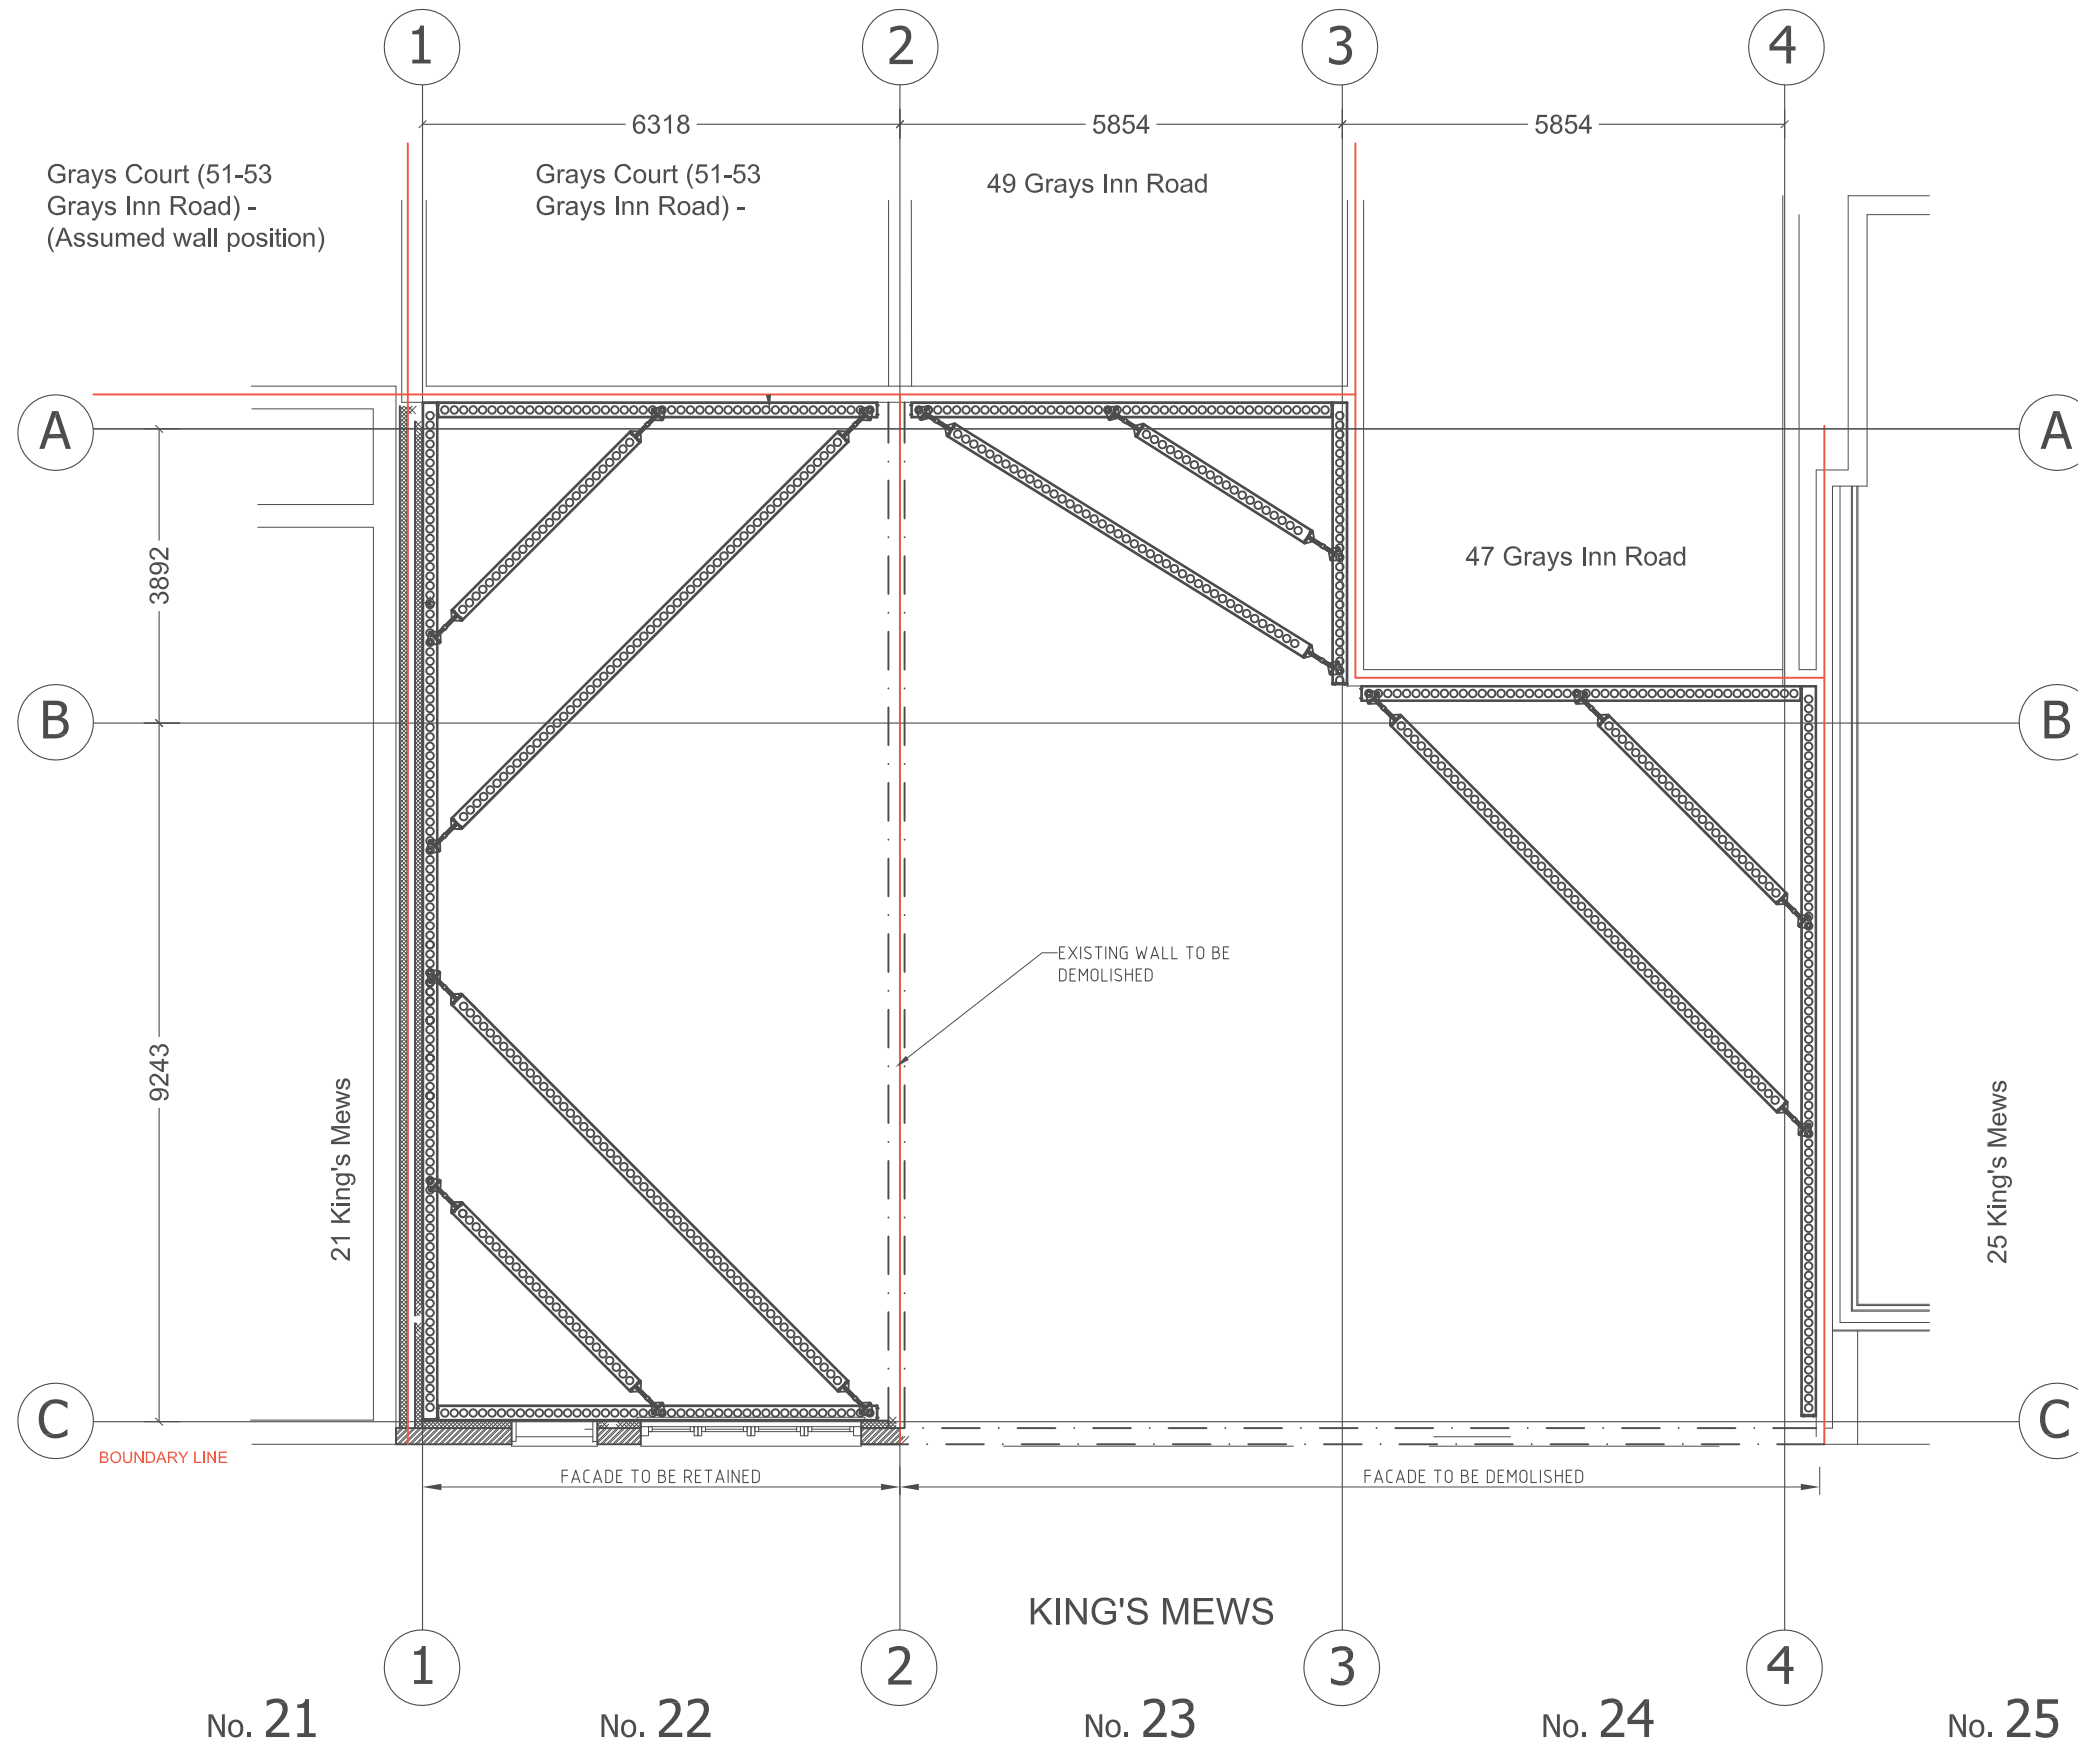 1 2 3 4
6318 5854 5854
Grays Court (51-53
Grays Inn Road) -
(Assumed wall position)
Grays Court (51-53
Grays Inn Road) -
49 Grays Inn Road
A A
3892
47 Grays Inn Road
B B
EXISTING WALL TO BE
DEMOLISHED
9243
21 King's Mews
25 King's Mews
C C
BOUNDARY LINE
FACADE TO BE RETAINED
FACADE TO BE DEMOLISHED
KING'S MEWS
1 2 3 4
No. 21 No. 22 No. 23 No. 24 No. 25